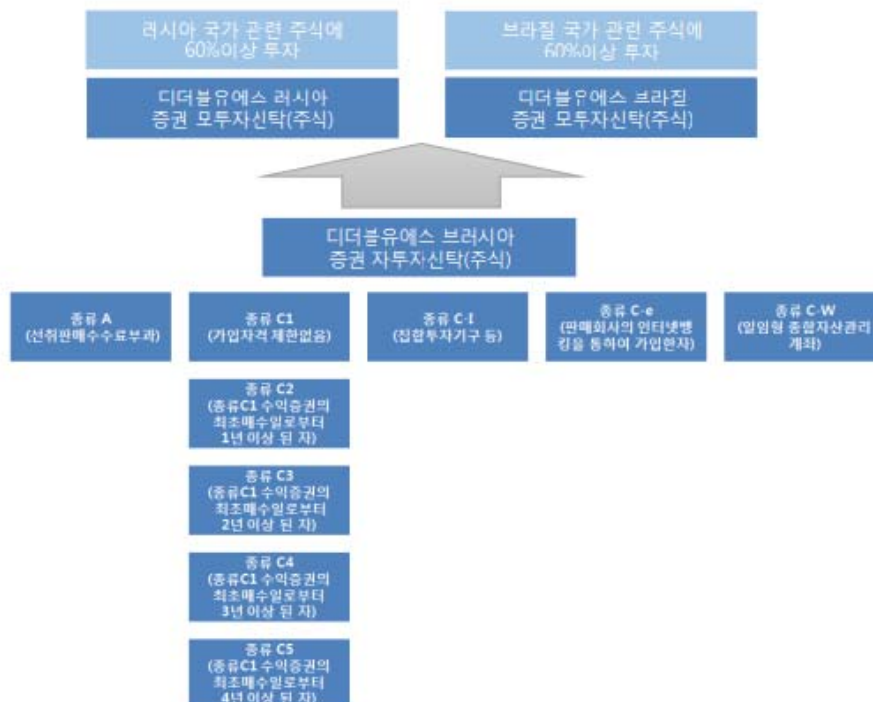 러시아 국가 관련 주식에
60%이상 투자
브라질 국가 관련 주식에
60%이상 투자
디더블유에스 러시아
증권 모투자신탁(주식)
디더블유에스 브라질
증권 모투자신탁(주식)
디더블유에스 브러시아
증권 자투자신탁(주식)
종류 A
(선취판매수수료부과)
종류 C1
(가입자격 제한없음)
종류 C-I
(집합투자기구 등)
종류 C-e
(판매회사의 인터넷뱅
킹을 통하여 가입한자)
종류 C-W
(일임형 종합자산관리
계좌)
종류 C2
(종류C1 수익증권의
최초매수일로부터
1년 이상 된 자)
종류 C3
(종류C1 수익증권의
최초매수일로부터
2년 이상 된 자)
종류 C4
(종류C1 수익증권의
최초매수일로부터
3년 이상 된 자)
종류 C5
(종류C1 수익증권의
최초매수일로부터
4년 이상 된 자)